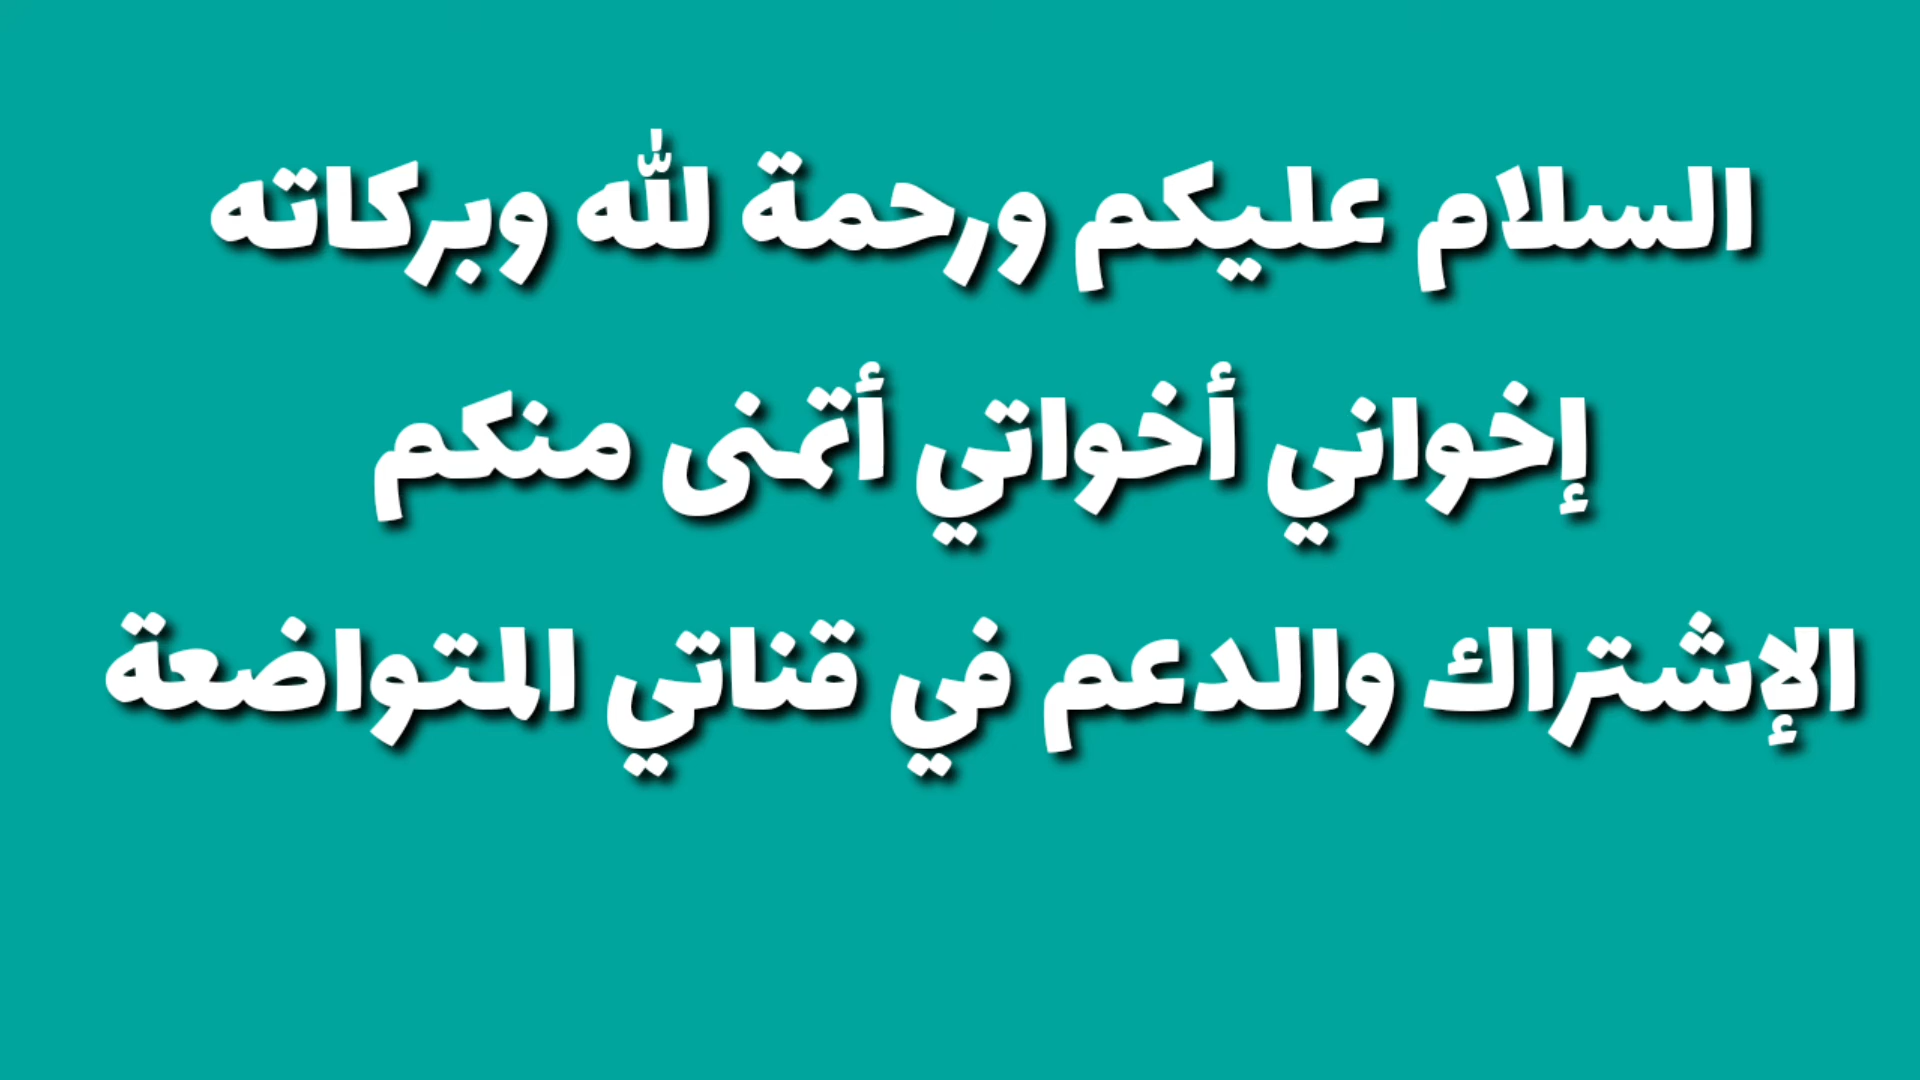 السلام عليكم ورحمة لله وبركاته
إخواني أخواتي أتمنى منكم
الإشتراك والدعم في قناتي المتواضعة